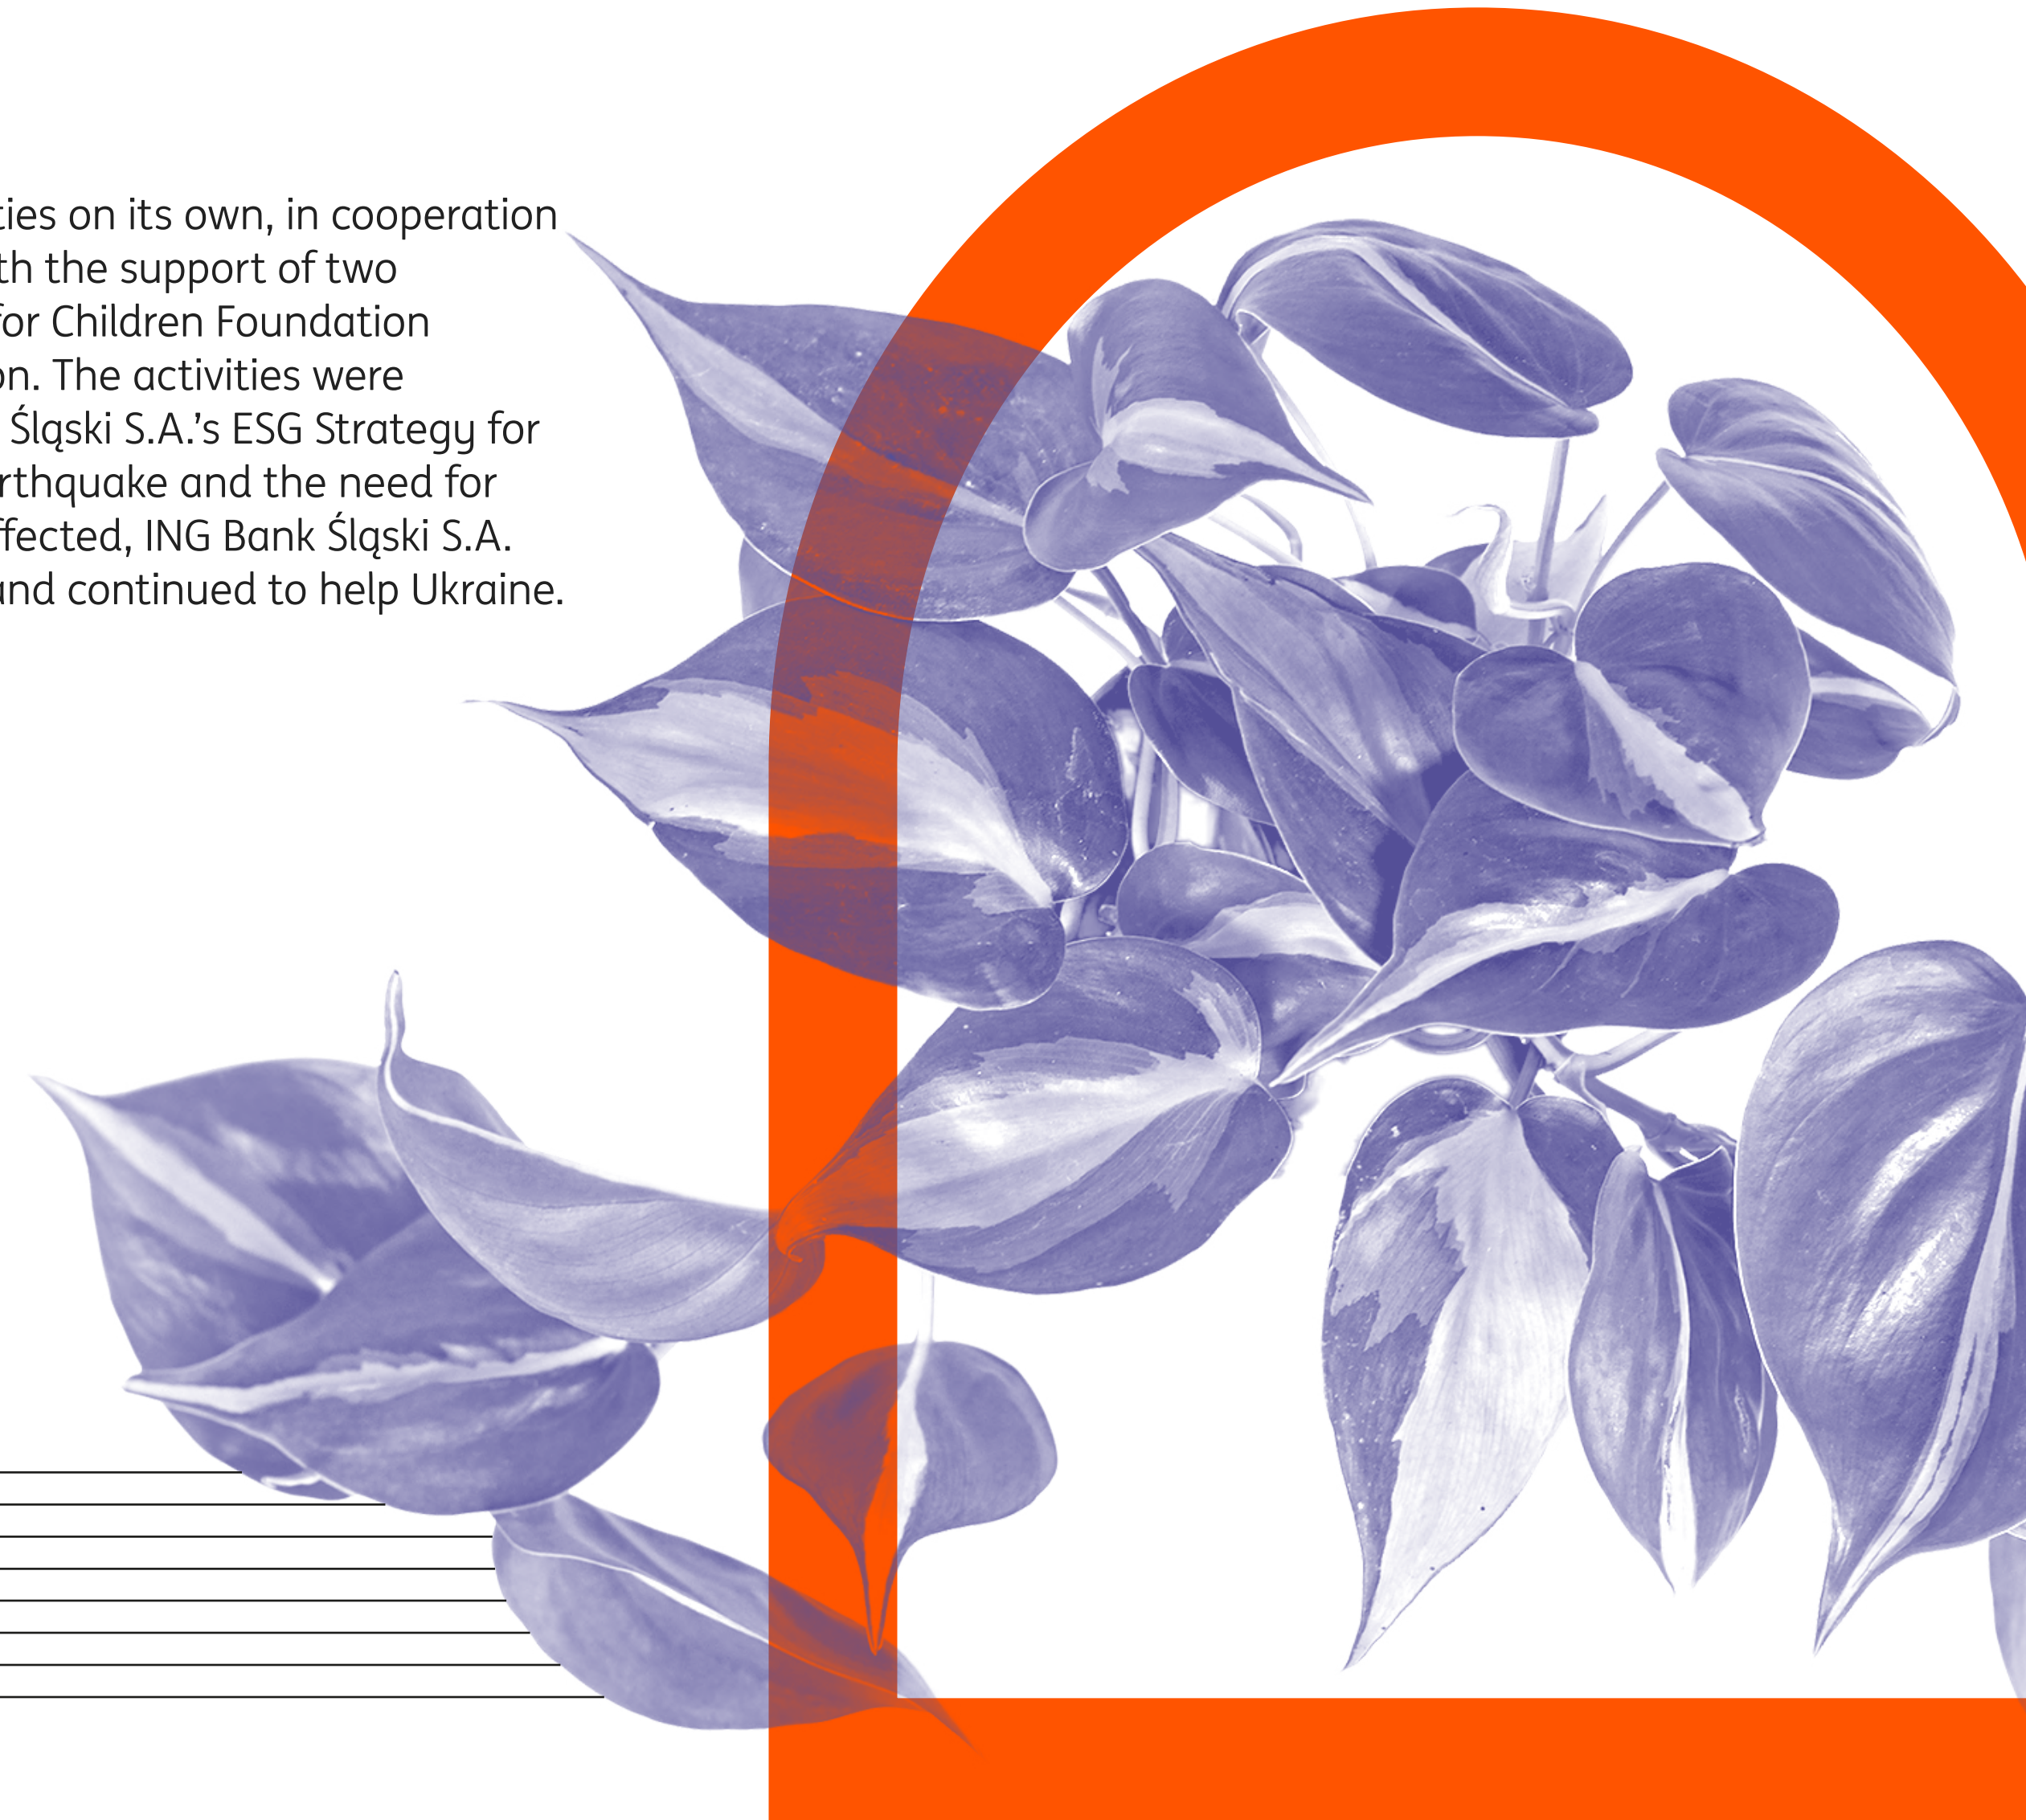 ties on its own, in cooperation
th the support of two
for Children Foundation
on. The activities were
Śląski S.A.’s ESG Strategy for
rthquake and the need for
ffected, ING Bank Śląski S.A.
and continued to help Ukraine.